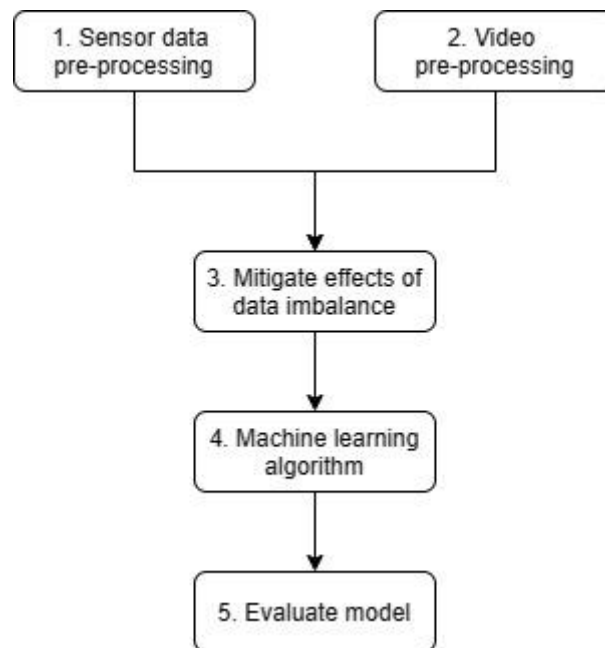 1. Sensor data
pre-processing
2. Video
pre-processing
3. Mitigate effects of
data imbalance
4. Machine learning
algorithm
5. Evaluate model